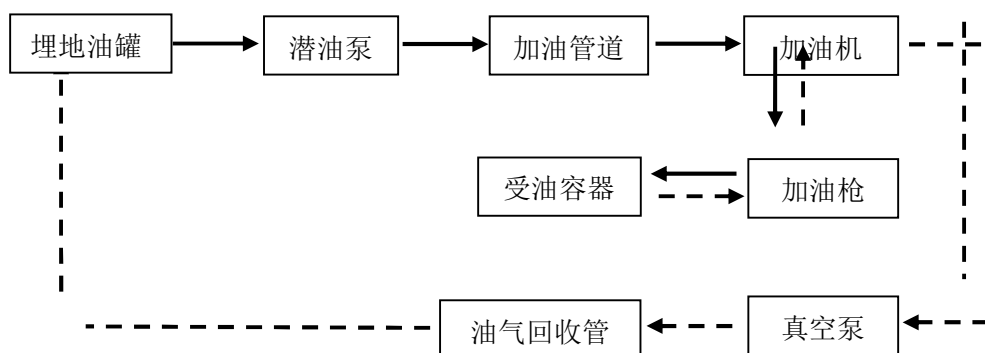 埋地油罐
潜油泵
加油管道
加油机
受油容器
加油枪
油气回收管
真空泵